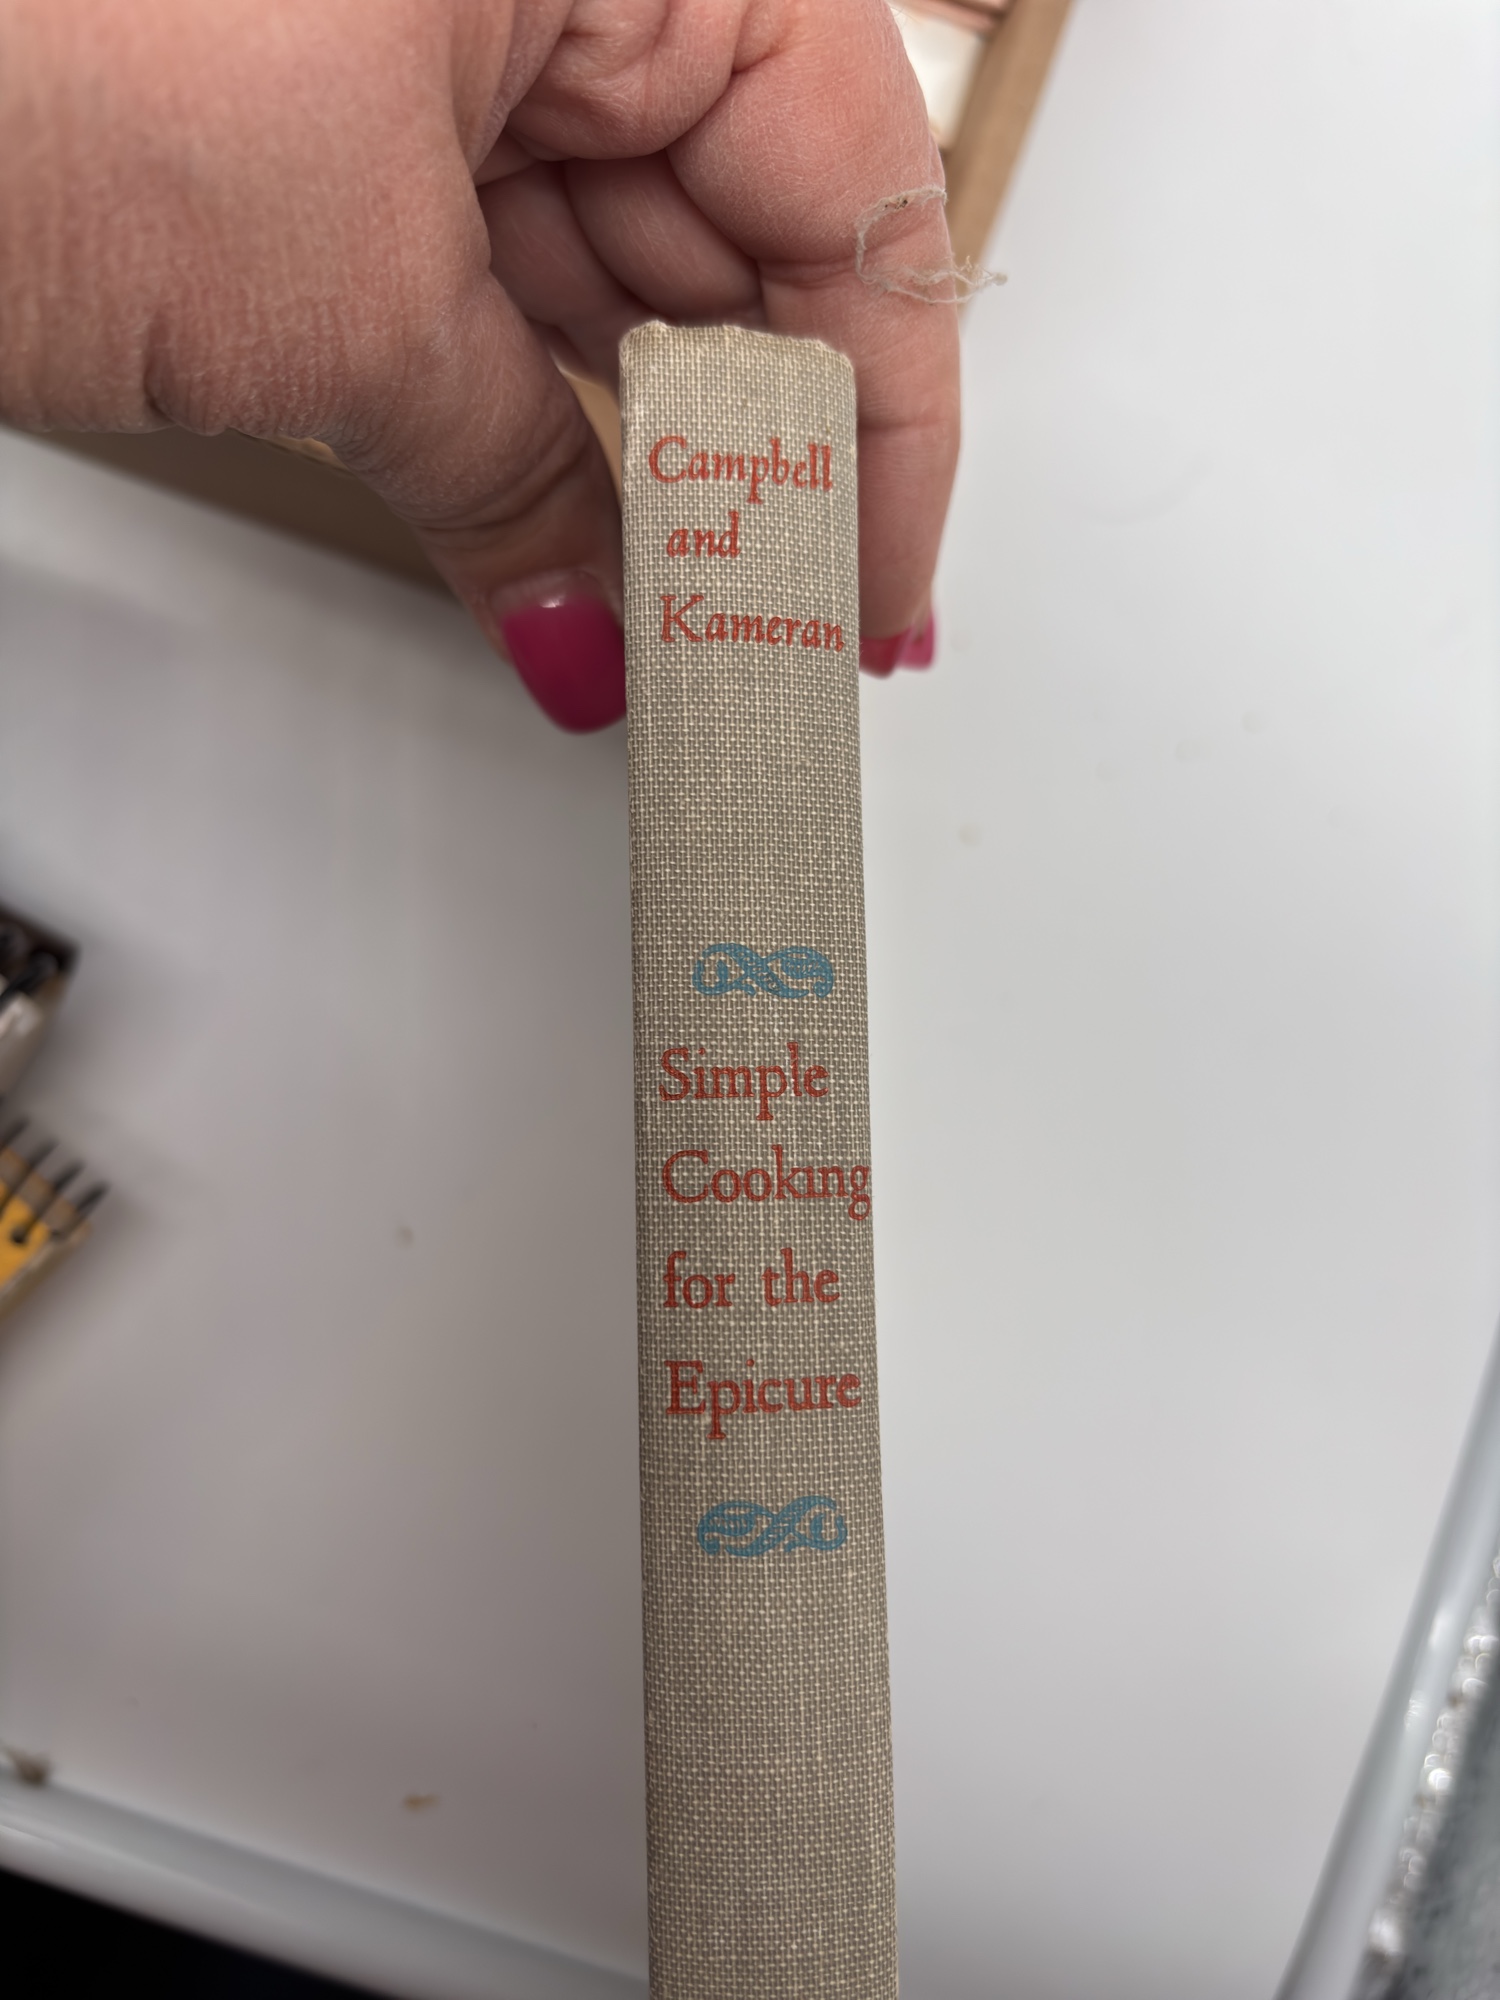 Campbell
and
Kameran
Simple
Cooking
for the
Epicure